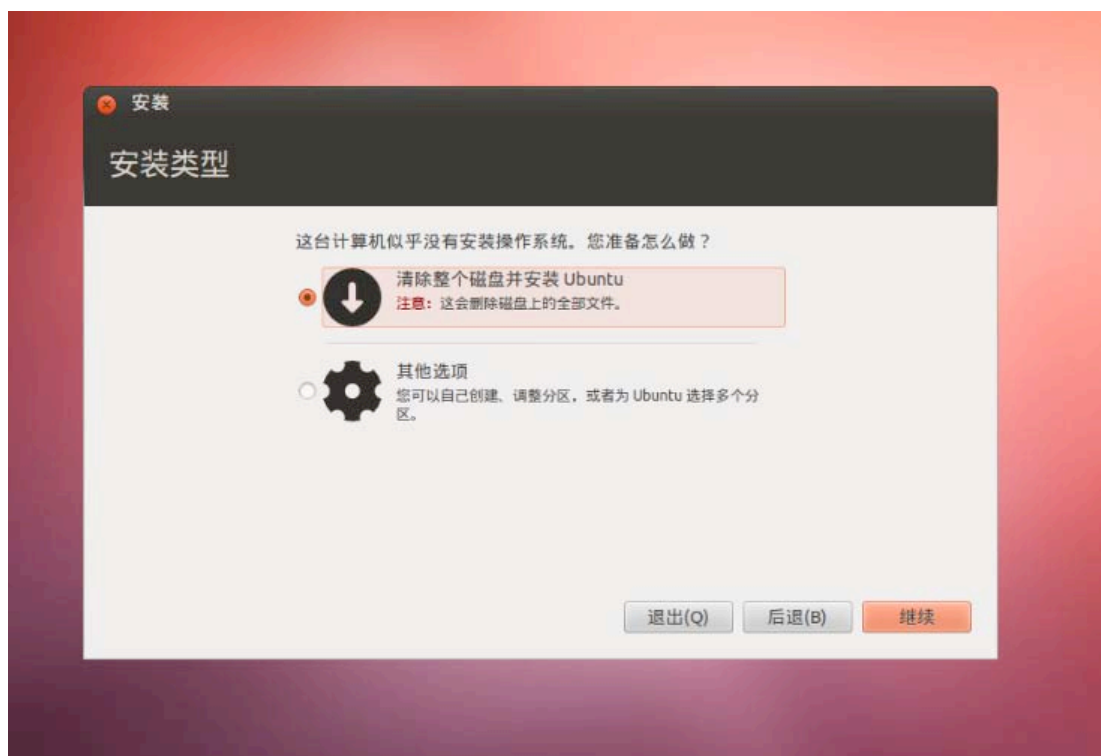 安装
安装类型
这台计算机似乎没有安装操作系统。您准备怎么做？
清除整个磁盘并安装 Ubuntu
注意：这会删除磁盘上的全部文件。
其他选项
您可以自己创建、调整分区，或者为 Ubuntu 选择多个分
区。
退出(Q) 后退(B) 继续